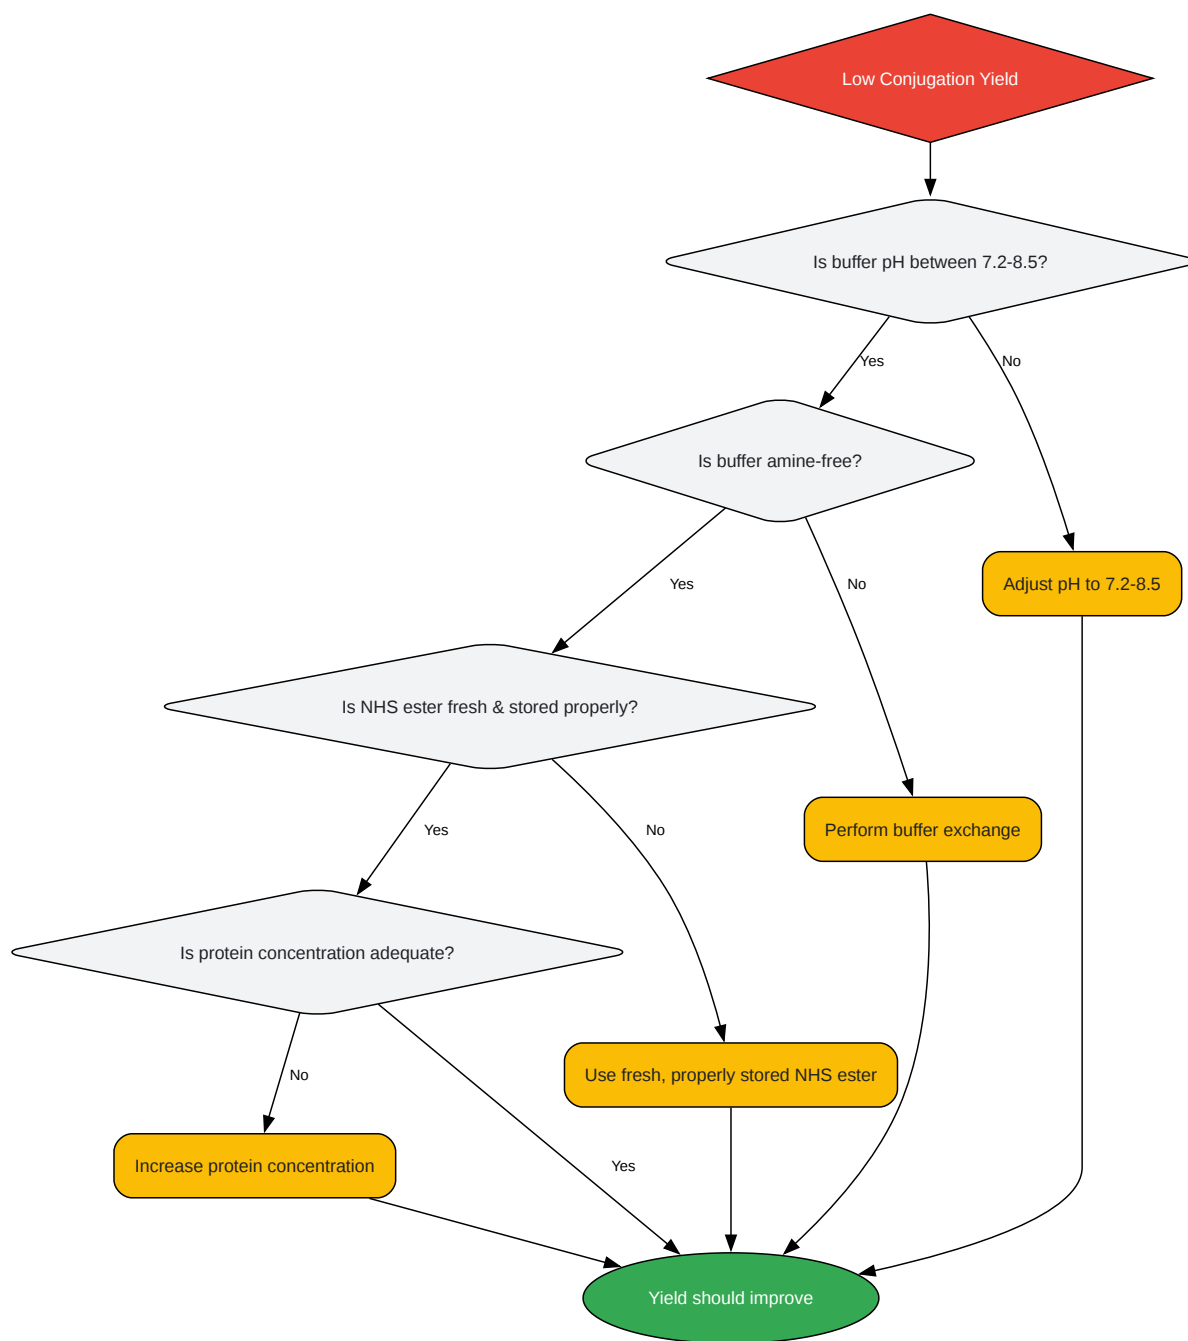 Low Conjugation Yield
Is buffer pH between 7.2-8.5?
Yes
No
Is buffer amine-free?
Yes
No
Adjust pH to 7.2-8.5
Is NHS ester fresh & stored properly?
Yes
No
Perform buffer exchange
Is protein concentration adequate?
No
Yes
Use fresh, properly stored NHS ester
Increase protein concentration
Yield should improve